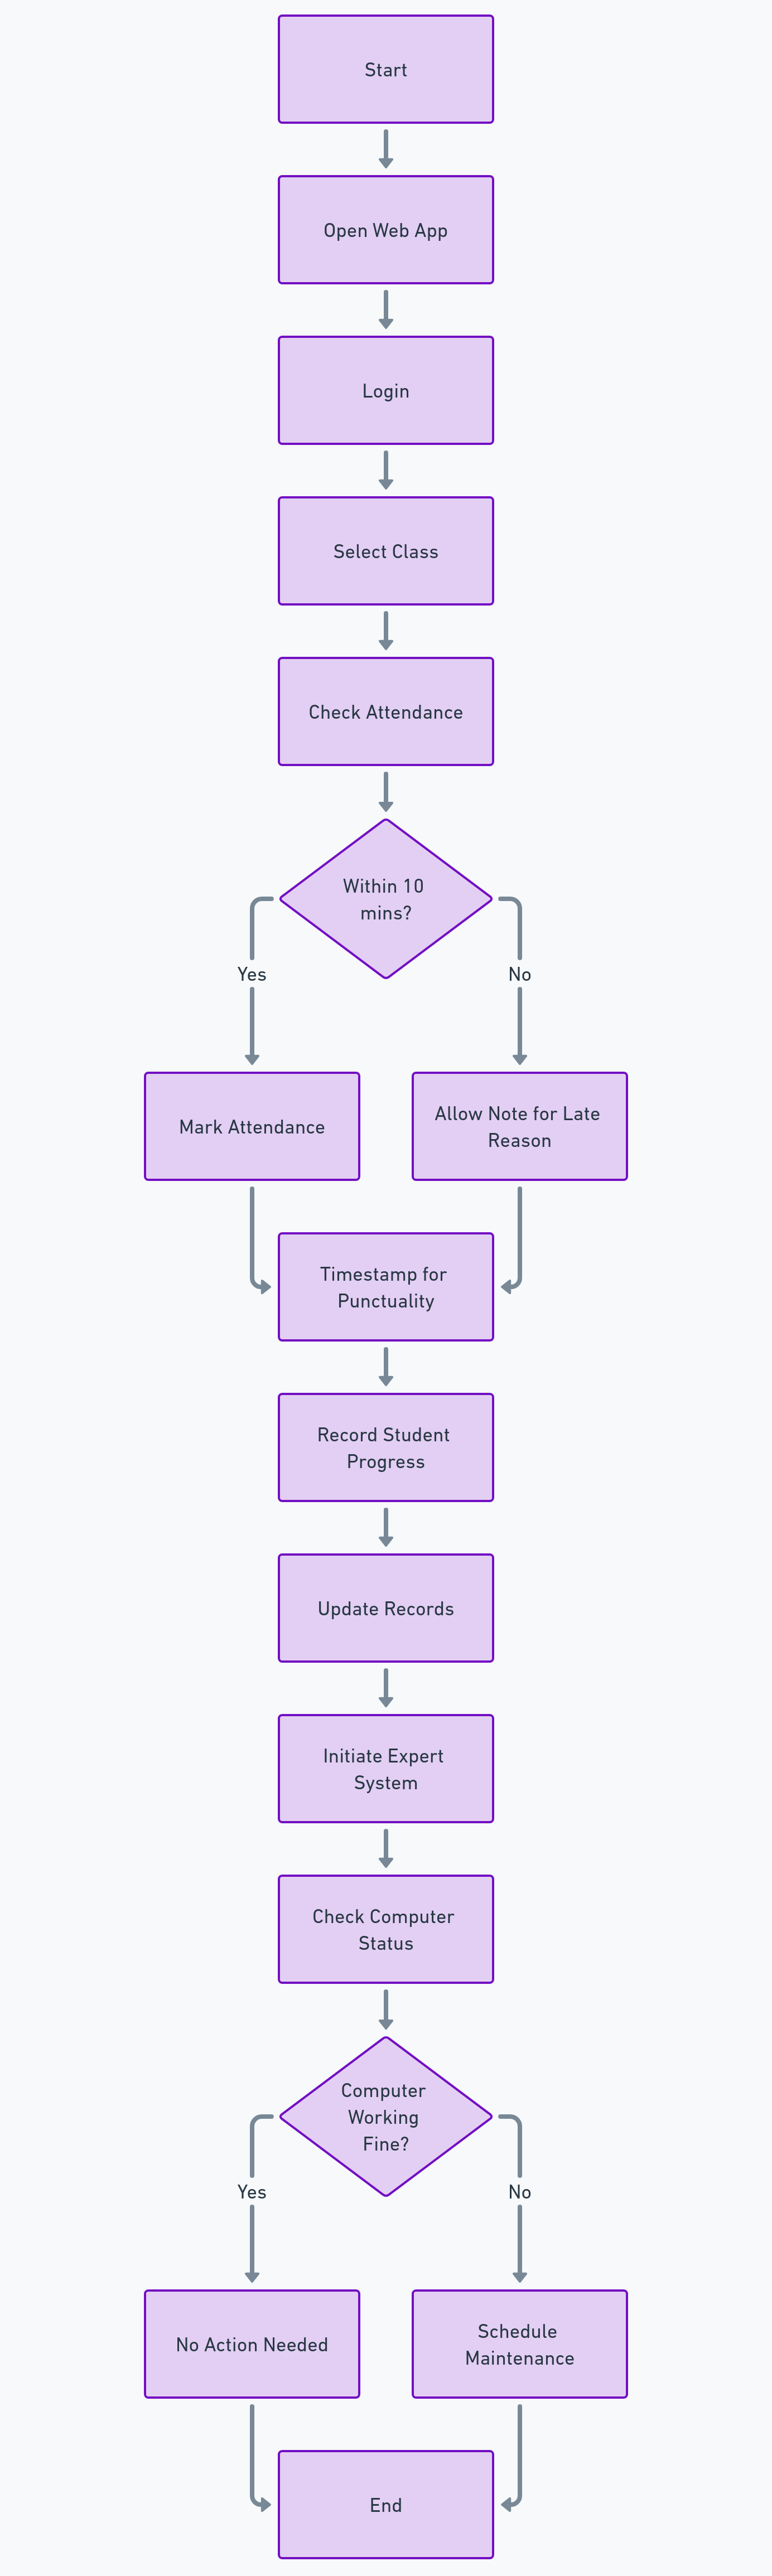 Start
Open Web App
Login
Select Class
Check Attendance
Within 10
mins?
Yes
No
Mark Attendance
Allow Note for Late
Reason
Timestamp for
Punctuality
Record Student
Progress
Update Records
Initiate Expert
System
Check Computer
Status
Computer
Working
Fine?
Yes
No
No Action Needed
Schedule
Maintenance
End